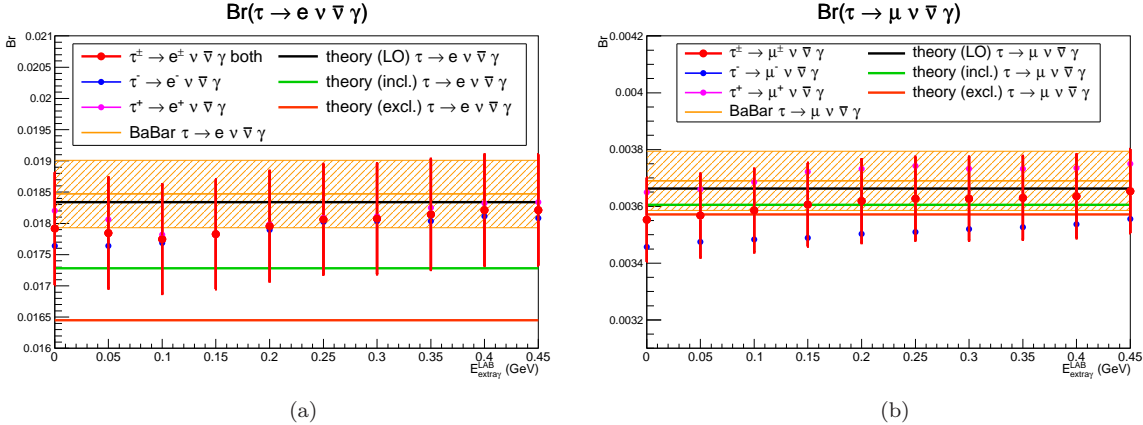 Br(τ → e ν ν̅ γ)
Br
0.021
0.0205
0.02
0.0195
0.019
0.0185
0.018
0.0175
0.017
0.0165
0.016
τ± → e± ν ν̅ γ both
τ- → e- ν ν̅ γ
τ+ → e+ ν ν̅ γ
BaBar τ → e ν ν̅ γ
theory (LO) τ → e ν ν̅ γ
theory (incl.) τ → e ν ν̅ γ
theory (excl.) τ → e ν ν̅ γ
0 0.05 0.1 0.15 0.2 0.25 0.3 0.35 0.4 0.45
E^LAB_extraγ (GeV)
(a)
Br(τ → μ ν ν̅ γ)
Br
0.0042
0.004
0.0038
0.0036
0.0034
0.0032
τ± → μ± ν ν̅ γ
τ- → μ- ν ν̅ γ
τ+ → μ+ ν ν̅ γ
BaBar τ → μ ν ν̅ γ
theory (LO) τ → μ ν ν̅ γ
theory (incl.) τ → μ ν ν̅ γ
theory (excl.) τ → μ ν ν̅ γ
0 0.05 0.1 0.15 0.2 0.25 0.3 0.35 0.4 0.45
E^LAB_extraγ (GeV)
(b)